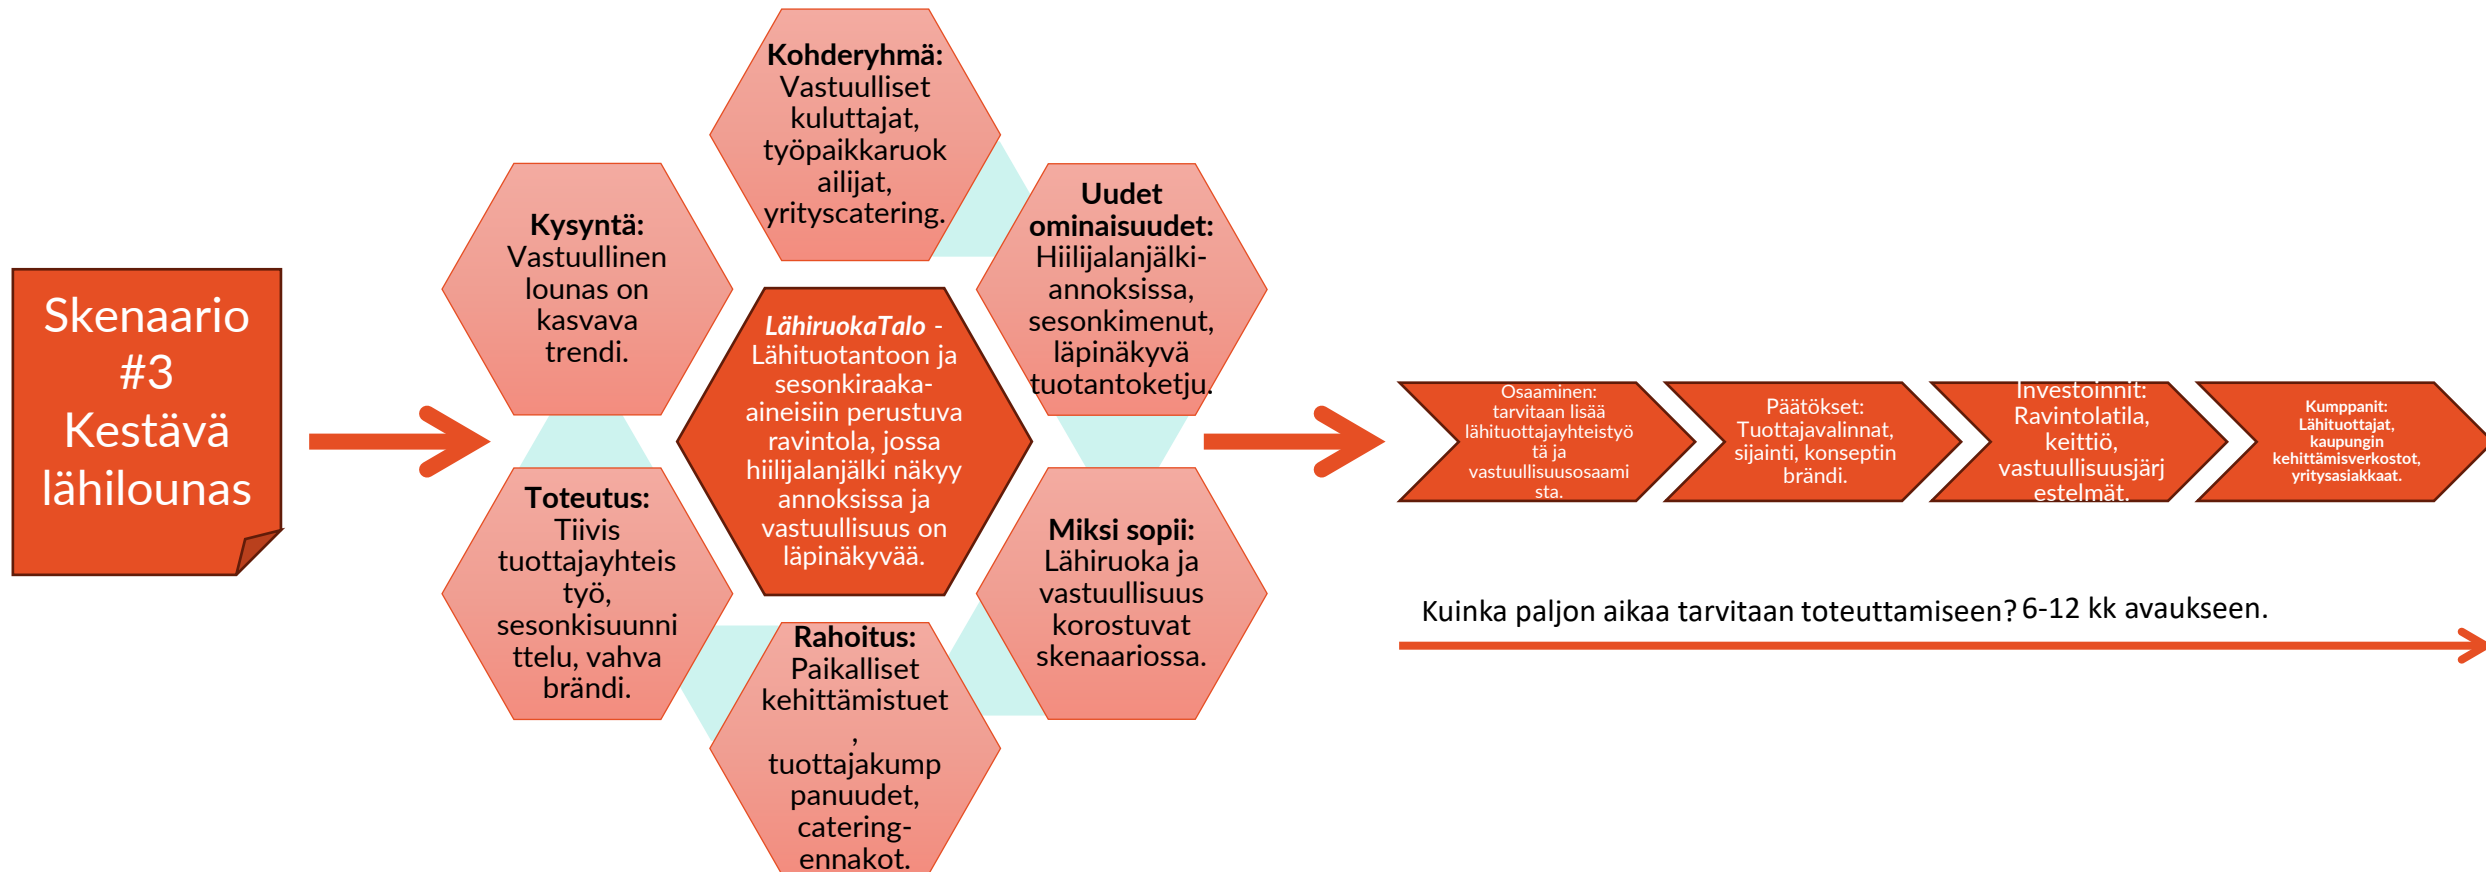 Skenaario
#3
Kestävä
lähilounas
Kohderyhmä:
Vastuulliset
kuluttajat,
työpaikkaruok
ailijat,
yrityscatering.
Uudet
ominaisuudet:
Hiilijalanjälki-
annoksissa,
sesonkimenut,
läpinäkyvä
tuotantoketju.
Miksi sopii:
Lähiruoka ja
vastuullisuus
korostuvat
skenaariossa.
Rahoitus:
Paikalliset
kehittämistuet
,
tuottajakump
panuudet,
catering-
ennakot.
Toteutus:
Tiivis
tuottajayhteis
työ,
sesonkisuunni
ttelu, vahva
brändi.
Kysyntä:
Vastuullinen
lounas on
kasvava
trendi.
LähiruokaTalo -
Lähituotantoon ja
sesonkiraaka-
aineisiin perustuva
ravintola, jossa
hiilijalanjälki näkyy
annoksissa ja
vastuullisuus on
läpinäkyvää.
Osaaminen:
tarvitaan lisää
lähituottajayhteistyö
tä ja
vastuullisuusosaami
sta.
Päätökset:
Tuottajavalinnat,
sijainti, konseptin
brändi.
Investoinnit:
Ravintolatila,
keittiö,
vastuullisuusjärj
estelmät.
Kumppanit:
Lähituottajat,
kaupungin
kehittämisverkostot,
yritysasiakkaat.
Kuinka paljon aikaa tarvitaan toteuttamiseen? 6-12 kk avaukseen.